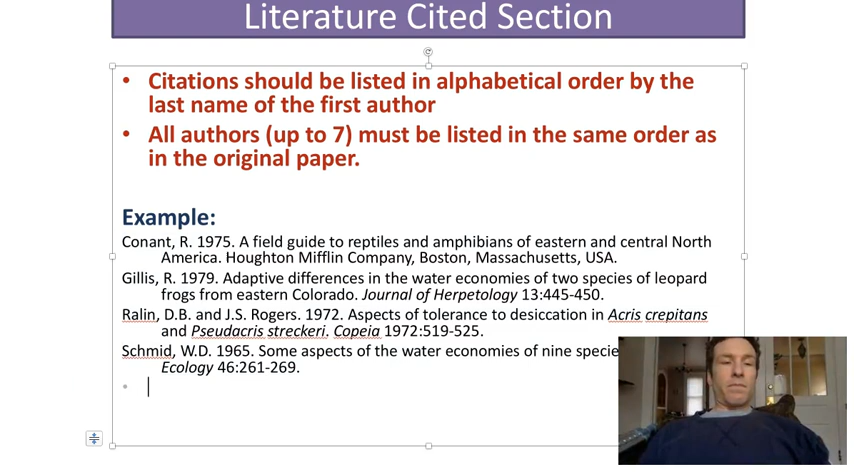 Literature Cited Section
• Citations should be listed in alphabetical order by the
last name of the first author
• All authors (up to 7) must be listed in the same order as
in the original paper.
Example:
Conant, R. 1975. A field guide to reptiles and amphibians of eastern and central North
America. Houghton Mifflin Company, Boston, Massachusetts, USA.
Gillis, R. 1979. Adaptive differences in the water economies of two species of leopard
frogs from eastern Colorado. Journal of Herpetology 13:445-450.
Ralin, D.B. and J.S. Rogers. 1972. Aspects of tolerance to desiccation in Acris crepitans
and Pseudacris streckeri. Copeia 1972:519-525.
Schmid, W.D. 1965. Some aspects of the water economies of nine specie
Ecology 46:261-269.